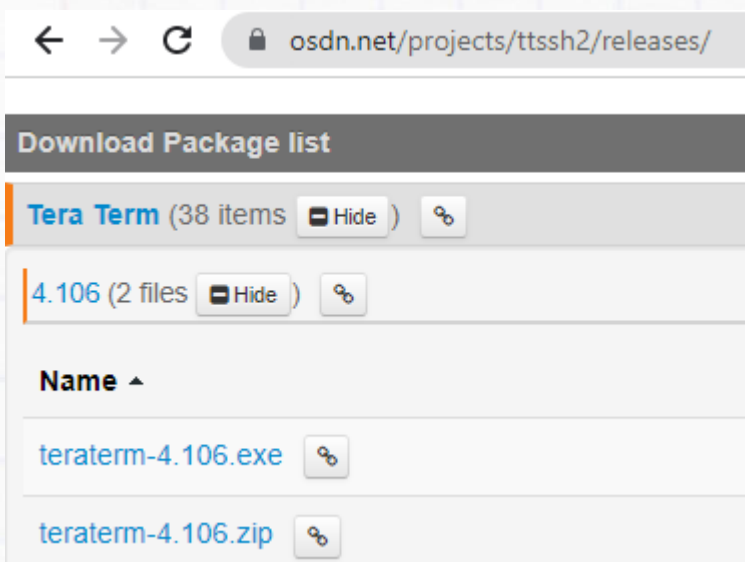 osdn.net/projects/ttssh2/releases/
Download Package list
Tera Term (38 items Hide )
4.106 (2 files Hide )
Name
teraterm-4.106.exe
teraterm-4.106.zip